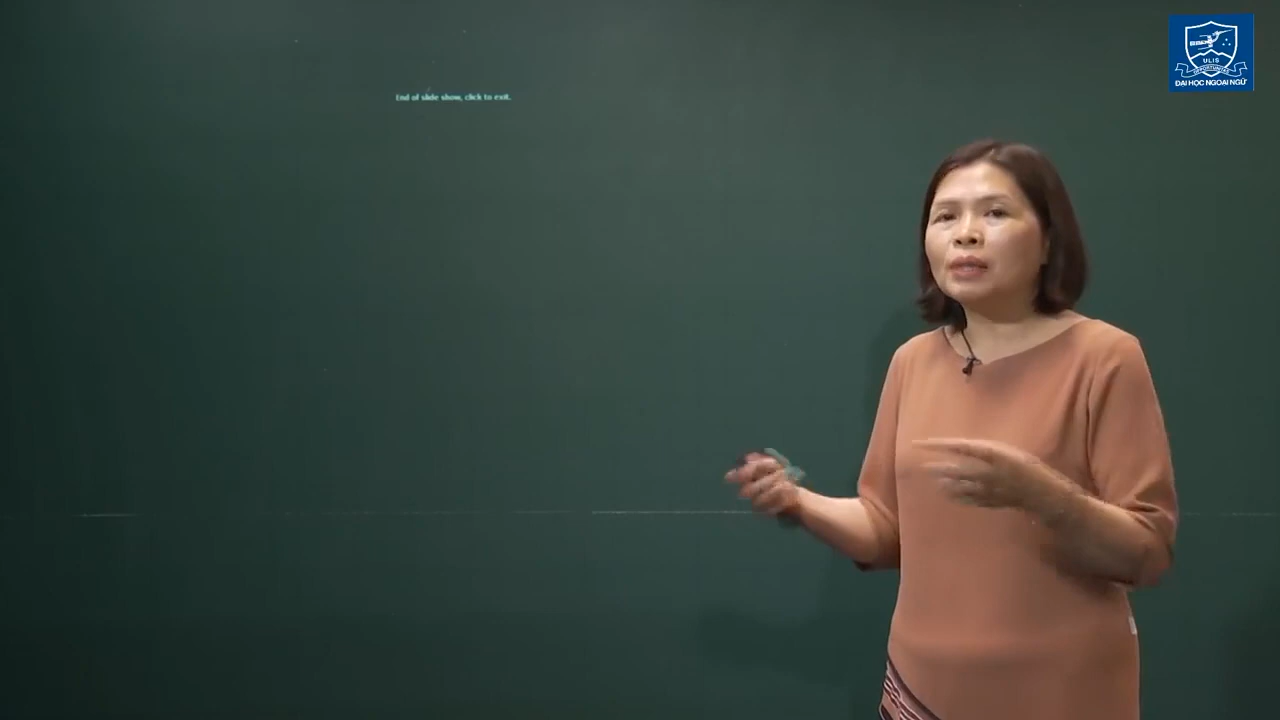 End of slide show, click to exit.
ULIS
ĐẠI HỌC NGOẠI NGỮ